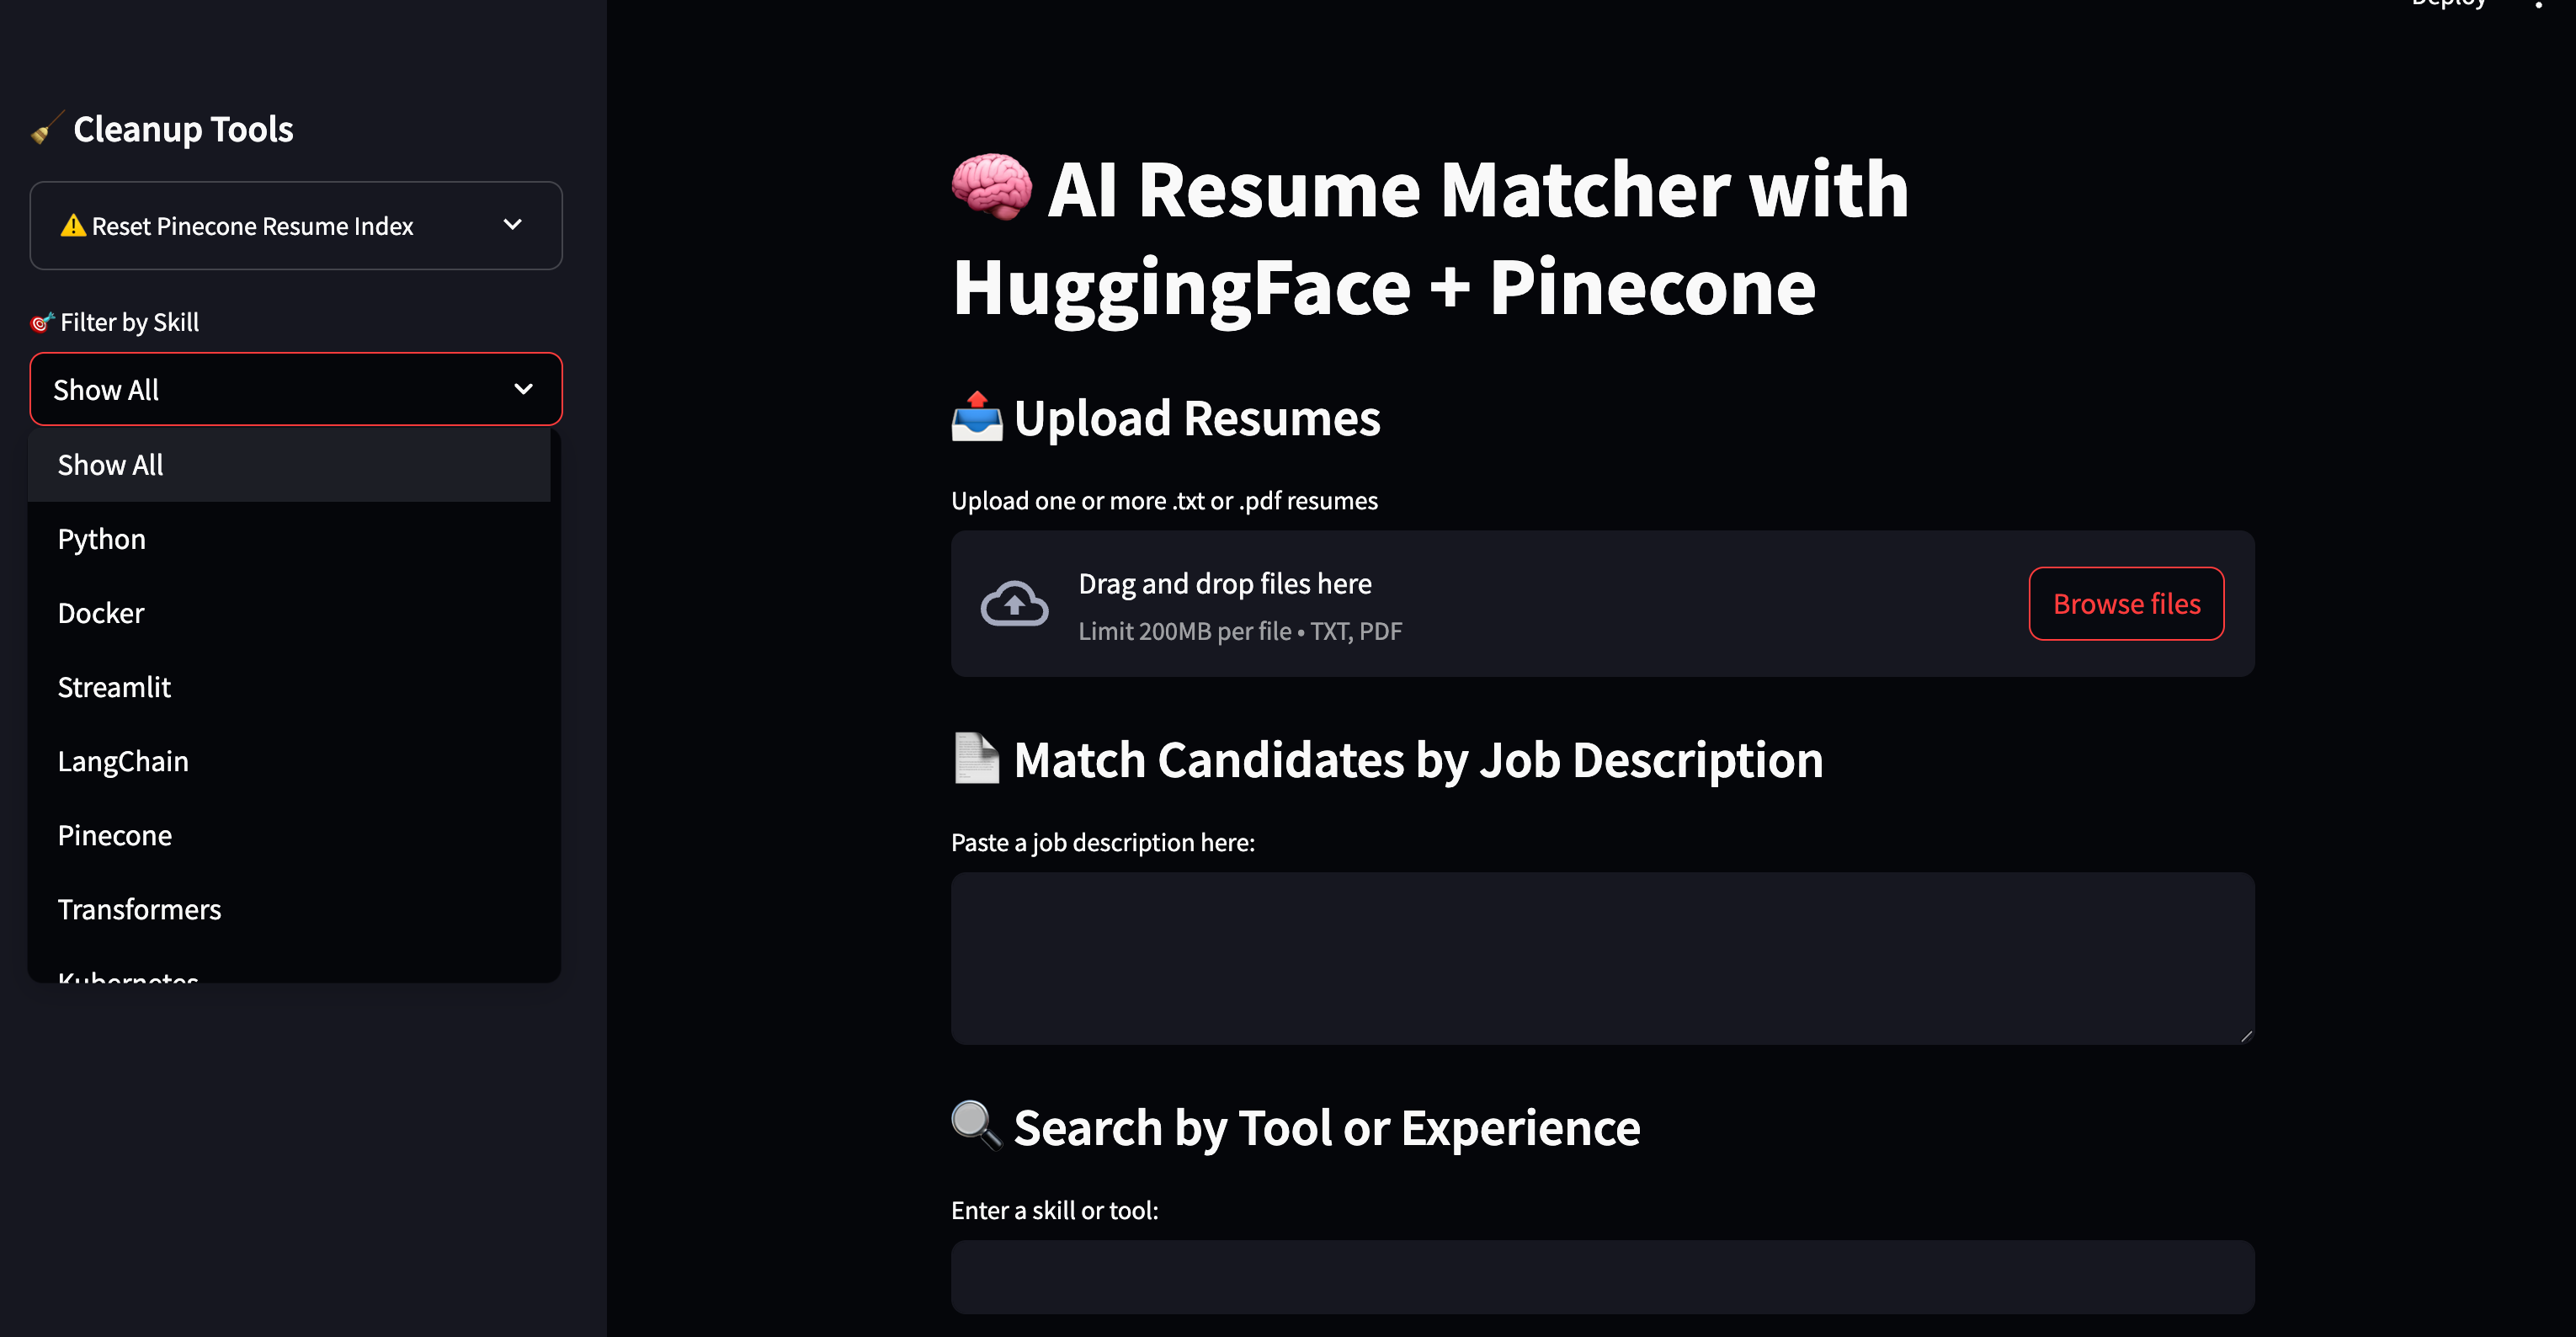 Deploy
Cleanup Tools
Reset Pinecone Resume Index
Filter by Skill
Show All
Show All
Python
Docker
Streamlit
LangChain
Pinecone
Transformers
Kubernetes
AI Resume Matcher with
HuggingFace + Pinecone
Upload Resumes
Upload one or more .txt or .pdf resumes
Drag and drop files here
Limit 200MB per file • TXT, PDF
Browse files
Match Candidates by Job Description
Paste a job description here:
Search by Tool or Experience
Enter a skill or tool: